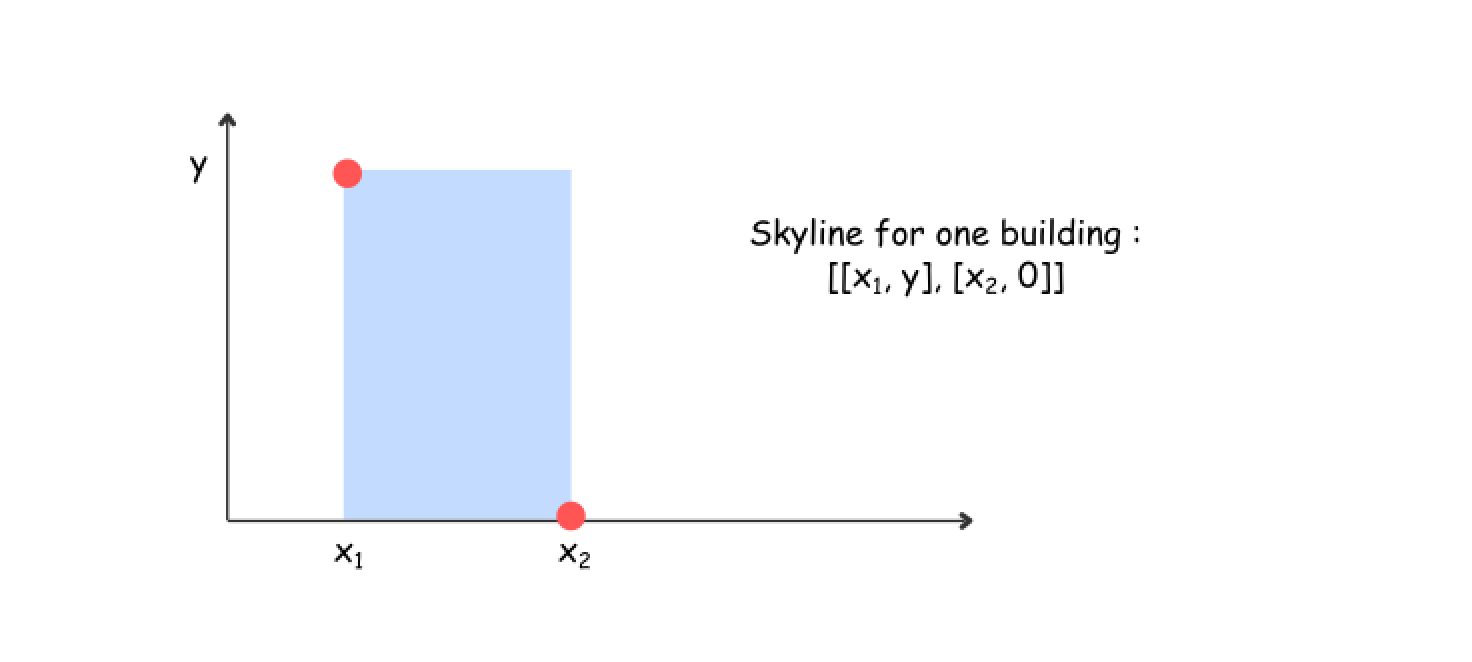 y
Skyline for one building :
[[x₁, y], [x₂, 0]]
x₁
x₂